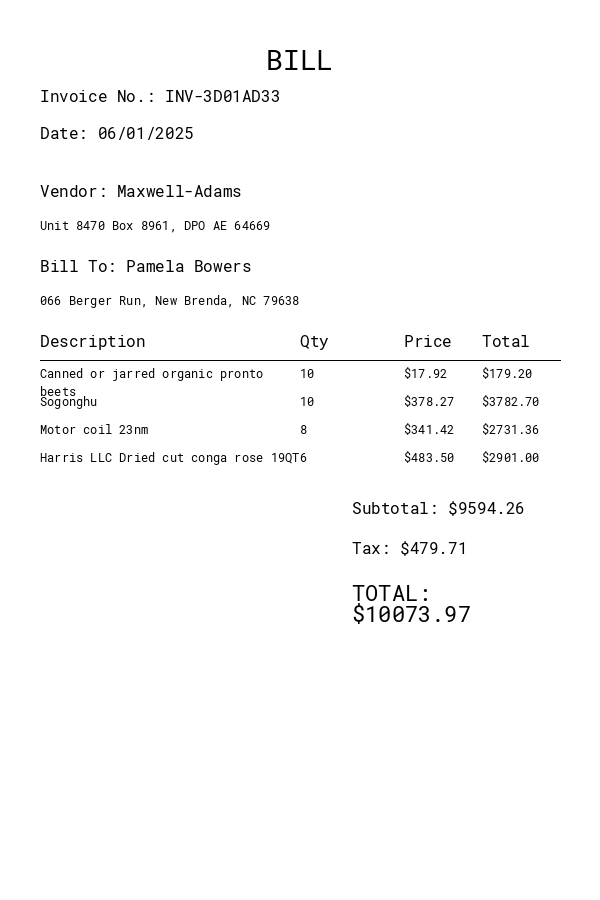 BILL
Invoice No.: INV-3D01AD33
Date: 06/01/2025
Vendor: Maxwell-Adams
Unit 8470 Box 8961, DPO AE 64669
Bill To: Pamela Bowers
066 Berger Run, New Brenda, NC 79638
Description Qty Price Total
Canned or jarred organic pronto 10 $17.92 $179.20
beets
Sogonghu 10 $378.27 $3782.70
Motor coil 23nm 8 $341.42 $2731.36
Harris LLC Dried cut conga rose 19QT 6 $483.50 $2901.00
Subtotal: $9594.26
Tax: $479.71
TOTAL:
$10073.97